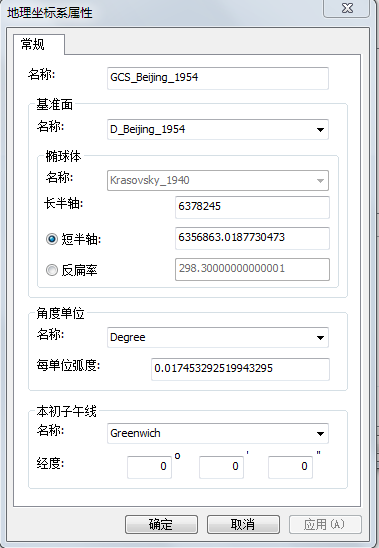 地理坐标系属性
常规
名称: GCS_Beijing_1954
基准面
名称: D_Beijing_1954
椭球体
名称: Krasovsky_1940
长半轴: 6378245
短半轴: 6356863.0187730473
反扁率 298.30000000000001
角度单位
名称: Degree
每单位弧度: 0.017453292519943295
本初子午线
名称: Greenwich
经度: 0 ° 0 ' 0 "
确定 取消 应用(A)